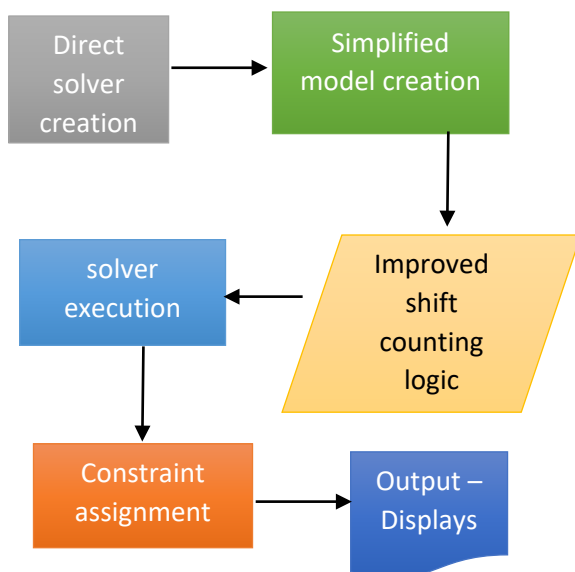 Direct
solver
creation
Simplified
model creation
Improved
shift
counting
logic
solver
execution
Constraint
assignment
Output –
Displays